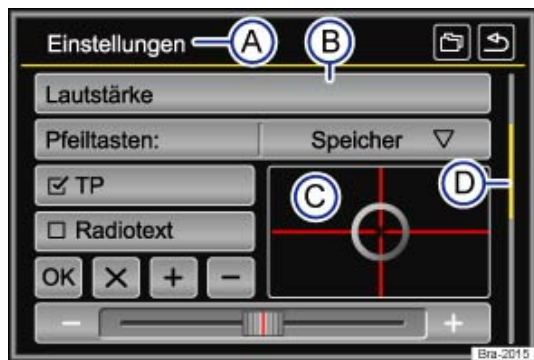 Einstellungen A B
Lautstärke
Pfeiltasten: Speicher
TP C D
Radiotext
OK X + −
− +
Bra-2015